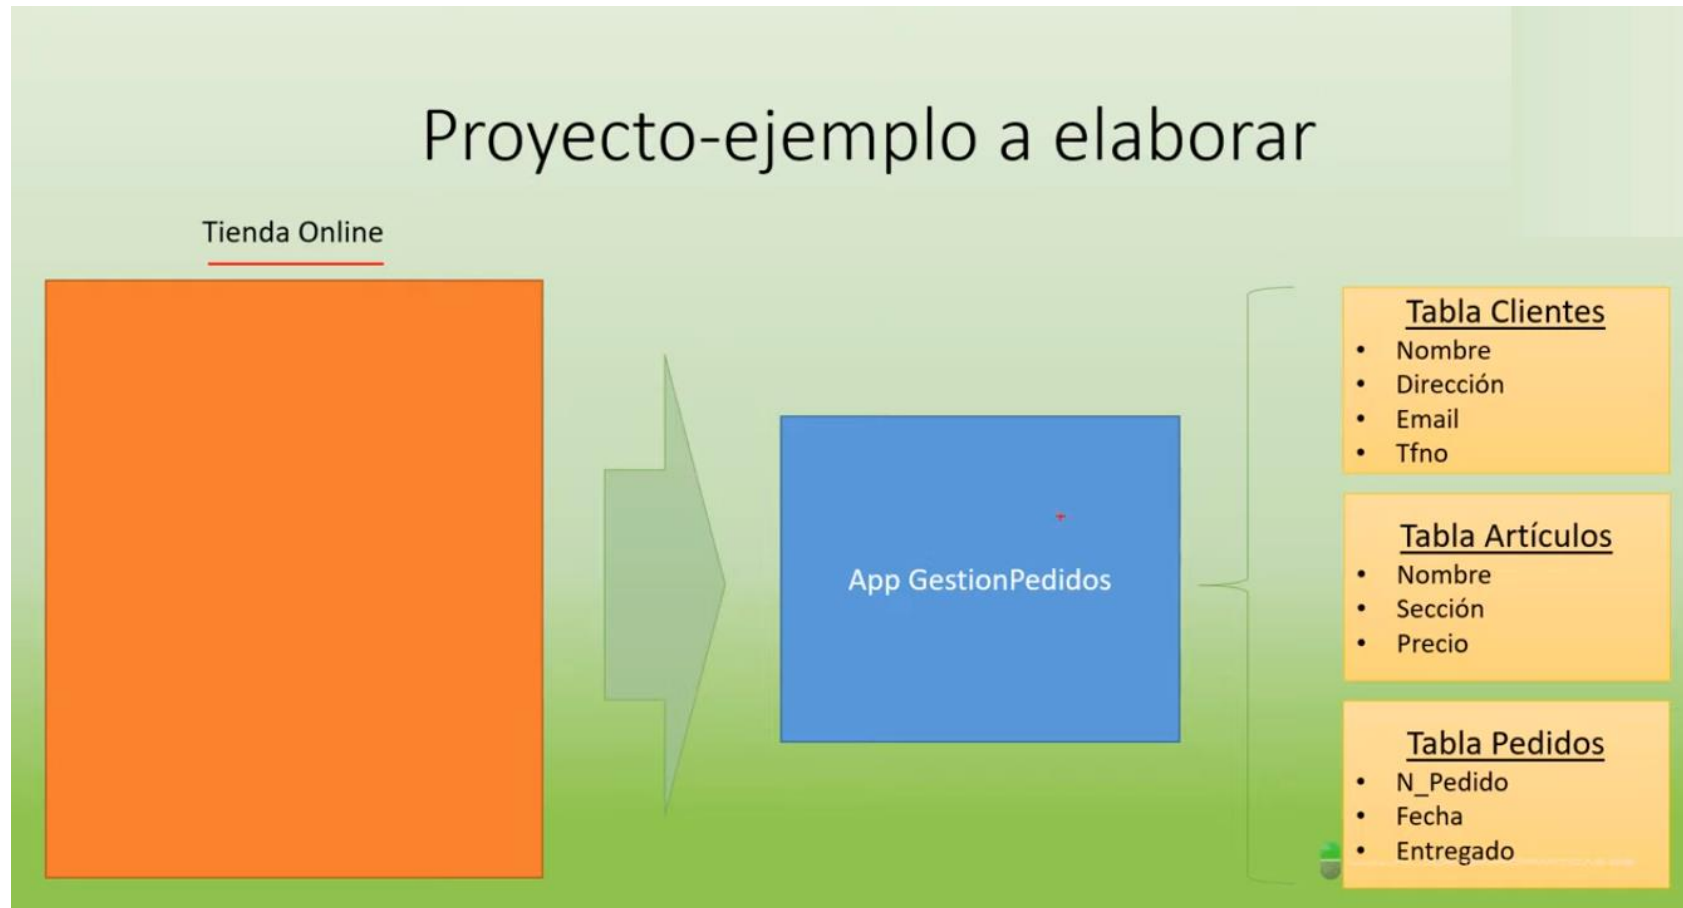 Proyecto-ejemplo a elaborar
Tienda Online
App GestionPedidos
Tabla Clientes
• Nombre
• Dirección
• Email
• Tfno
Tabla Artículos
• Nombre
• Sección
• Precio
Tabla Pedidos
• N_Pedido
• Fecha
• Entregado